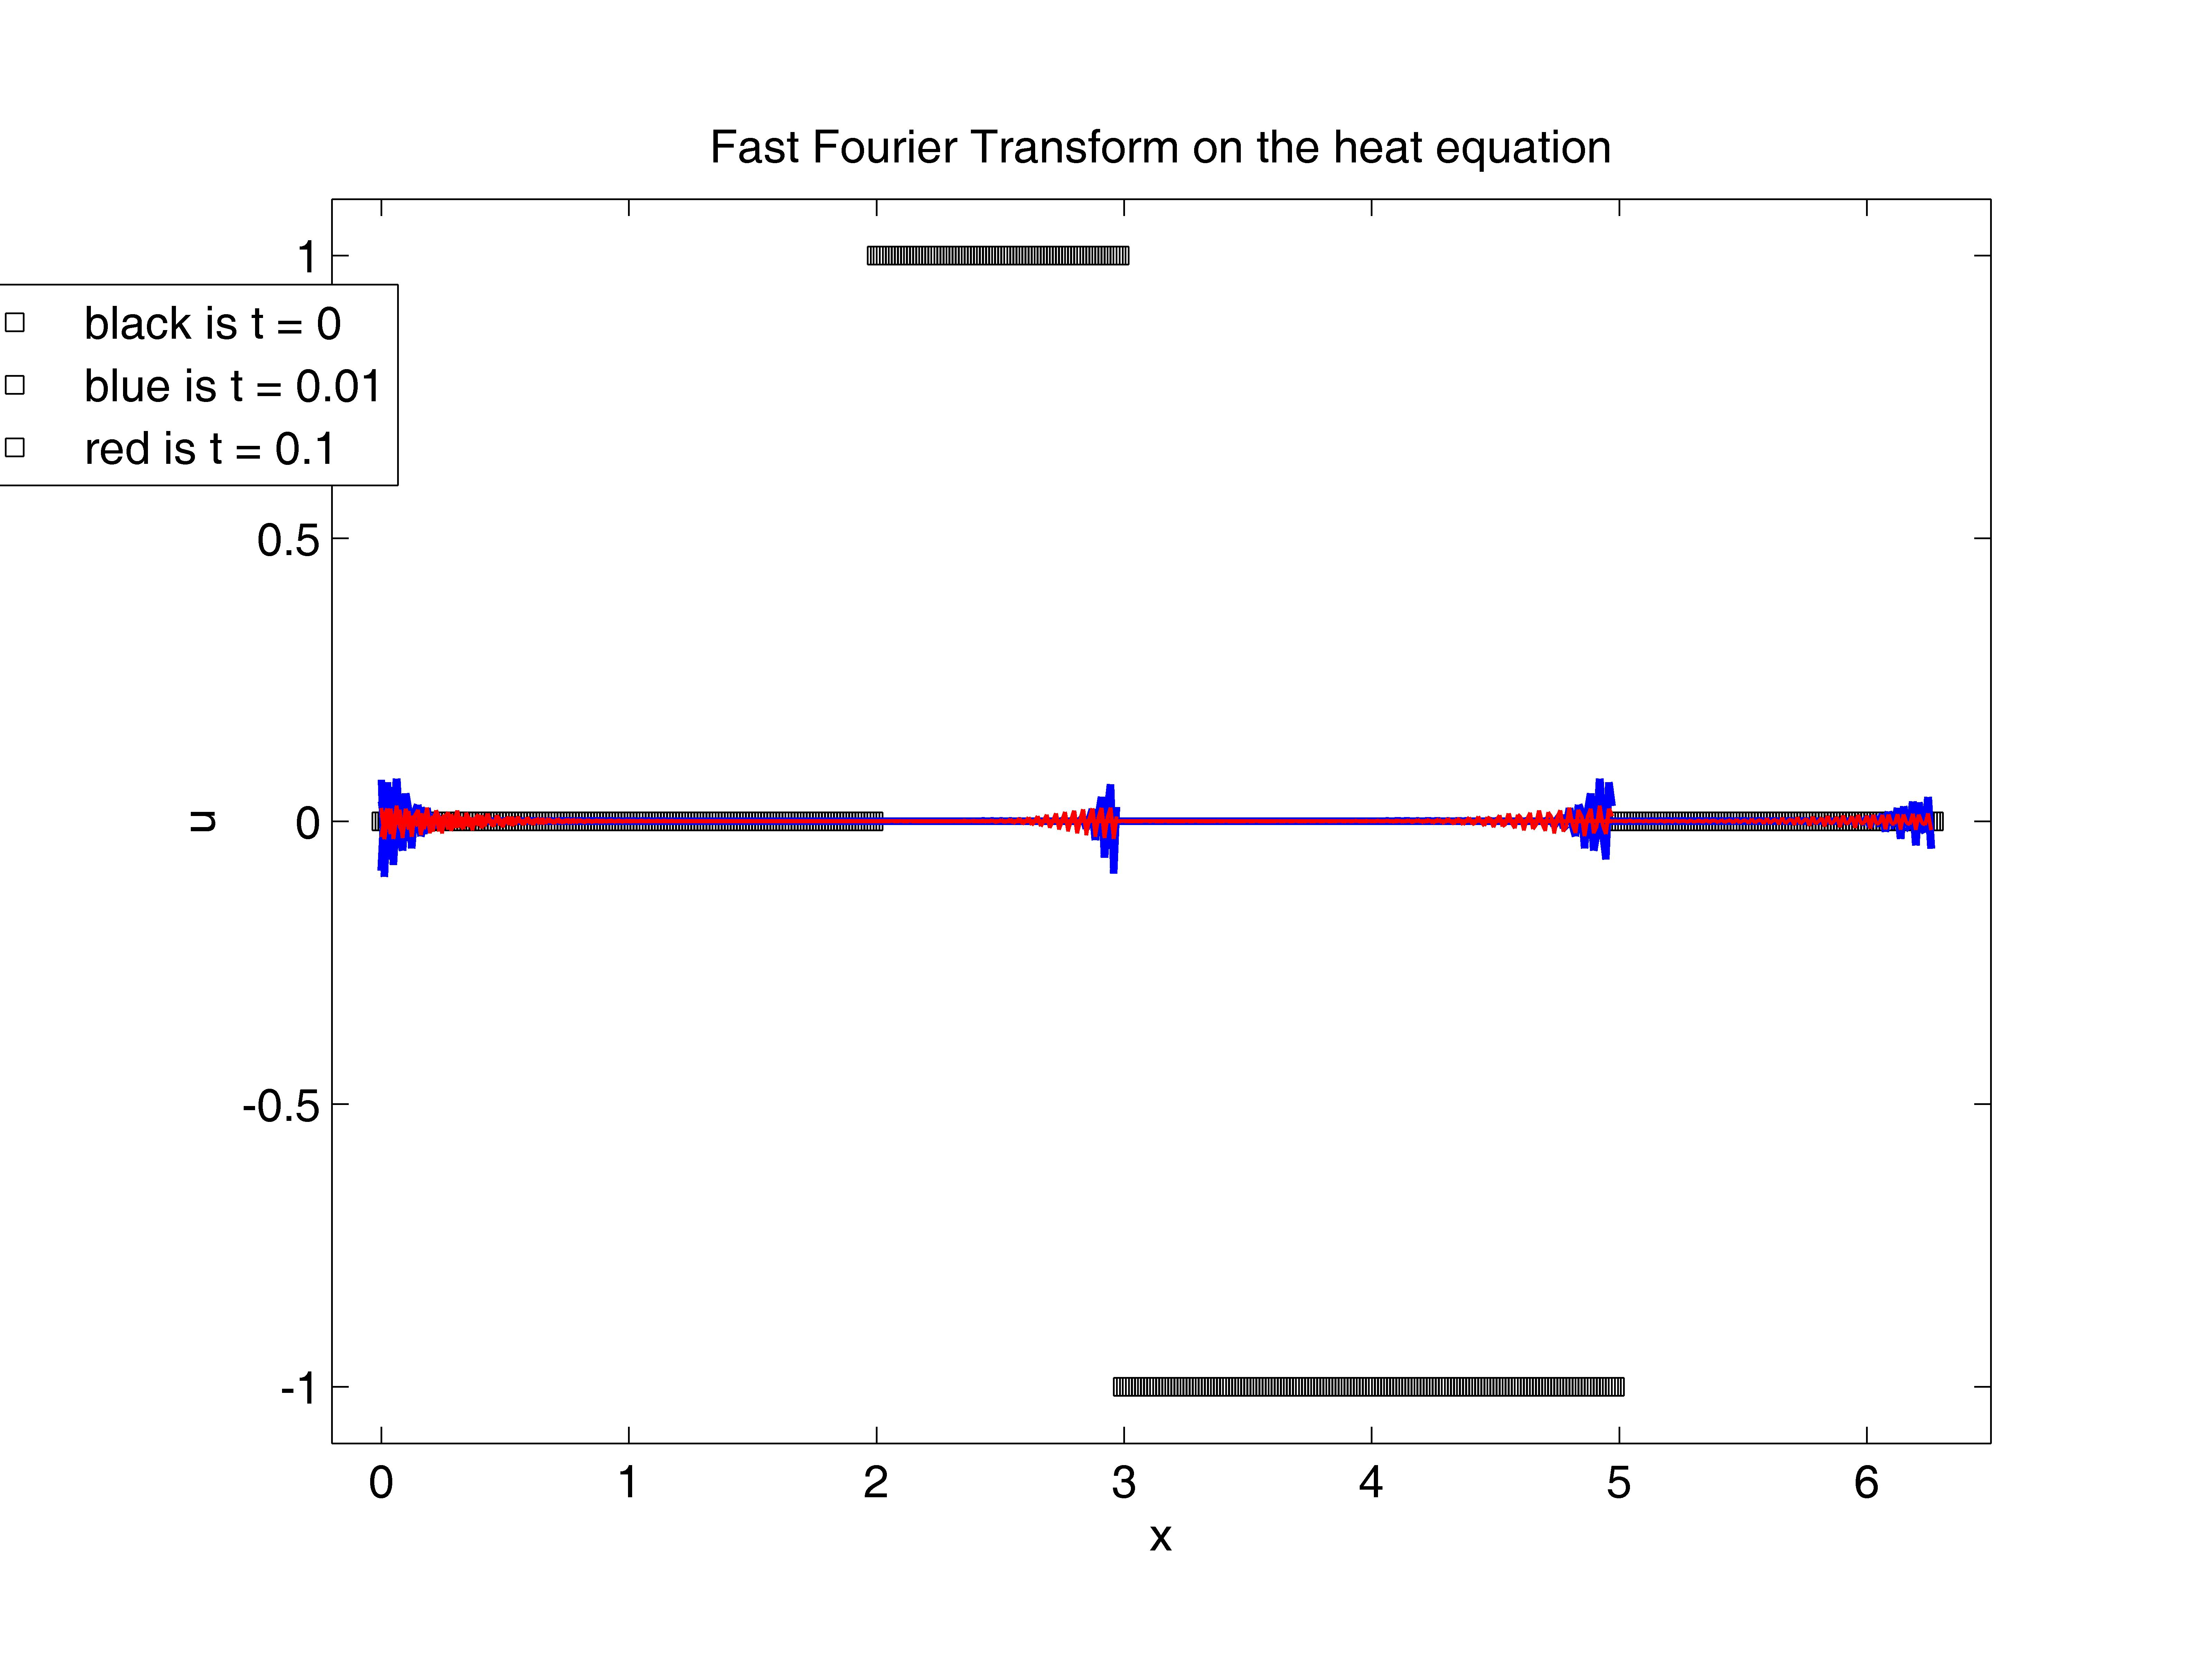 Fast Fourier Transform on the heat equation
1
black is t = 0
blue is t = 0.01
red is t = 0.1
0.5
u
0
-0.5
-1
0 1 2 3 4 5 6
x